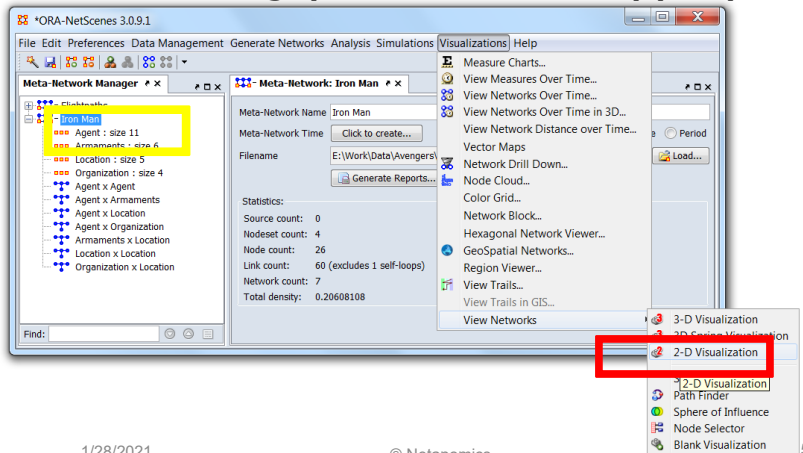 *ORA-NetScenes 3.0.9.1
File Edit Preferences Data Management Generate Networks Analysis Simulations Visualizations Help
Meta-Network Manager
Iron Man
Agent : size 11
Armaments : size 6
Location : size 5
Organization : size 4
Agent x Agent
Agent x Armaments
Agent x Location
Agent x Organization
Armaments x Location
Location x Location
Organization x Location
Find:
Meta-Network: Iron Man
Meta-Network Name Iron Man
Meta-Network Time Click to create... Period
Filename E:\Work\Data\Avengers\ Load...
Generate Reports...
Statistics:
Source count: 0
Nodeset count: 4
Node count: 26
Link count: 60 (excludes 1 self-loops)
Network count: 7
Total density: 0.20608108
Measure Charts...
View Measures Over Time...
View Networks Over Time...
View Networks Over Time in 3D...
View Network Distance over Time...
Vector Maps
Network Drill Down...
Node Cloud...
Color Grid...
Network Block...
Hexagonal Network Viewer...
GeoSpatial Networks...
Region Viewer...
View Trails...
View Trails in GIS...
View Networks
3-D Visualization
3D Spring Visualization
2-D Visualization
2-D Visualization
Path Finder
Sphere of Influence
Node Selector
Blank Visualization
1/28/2021